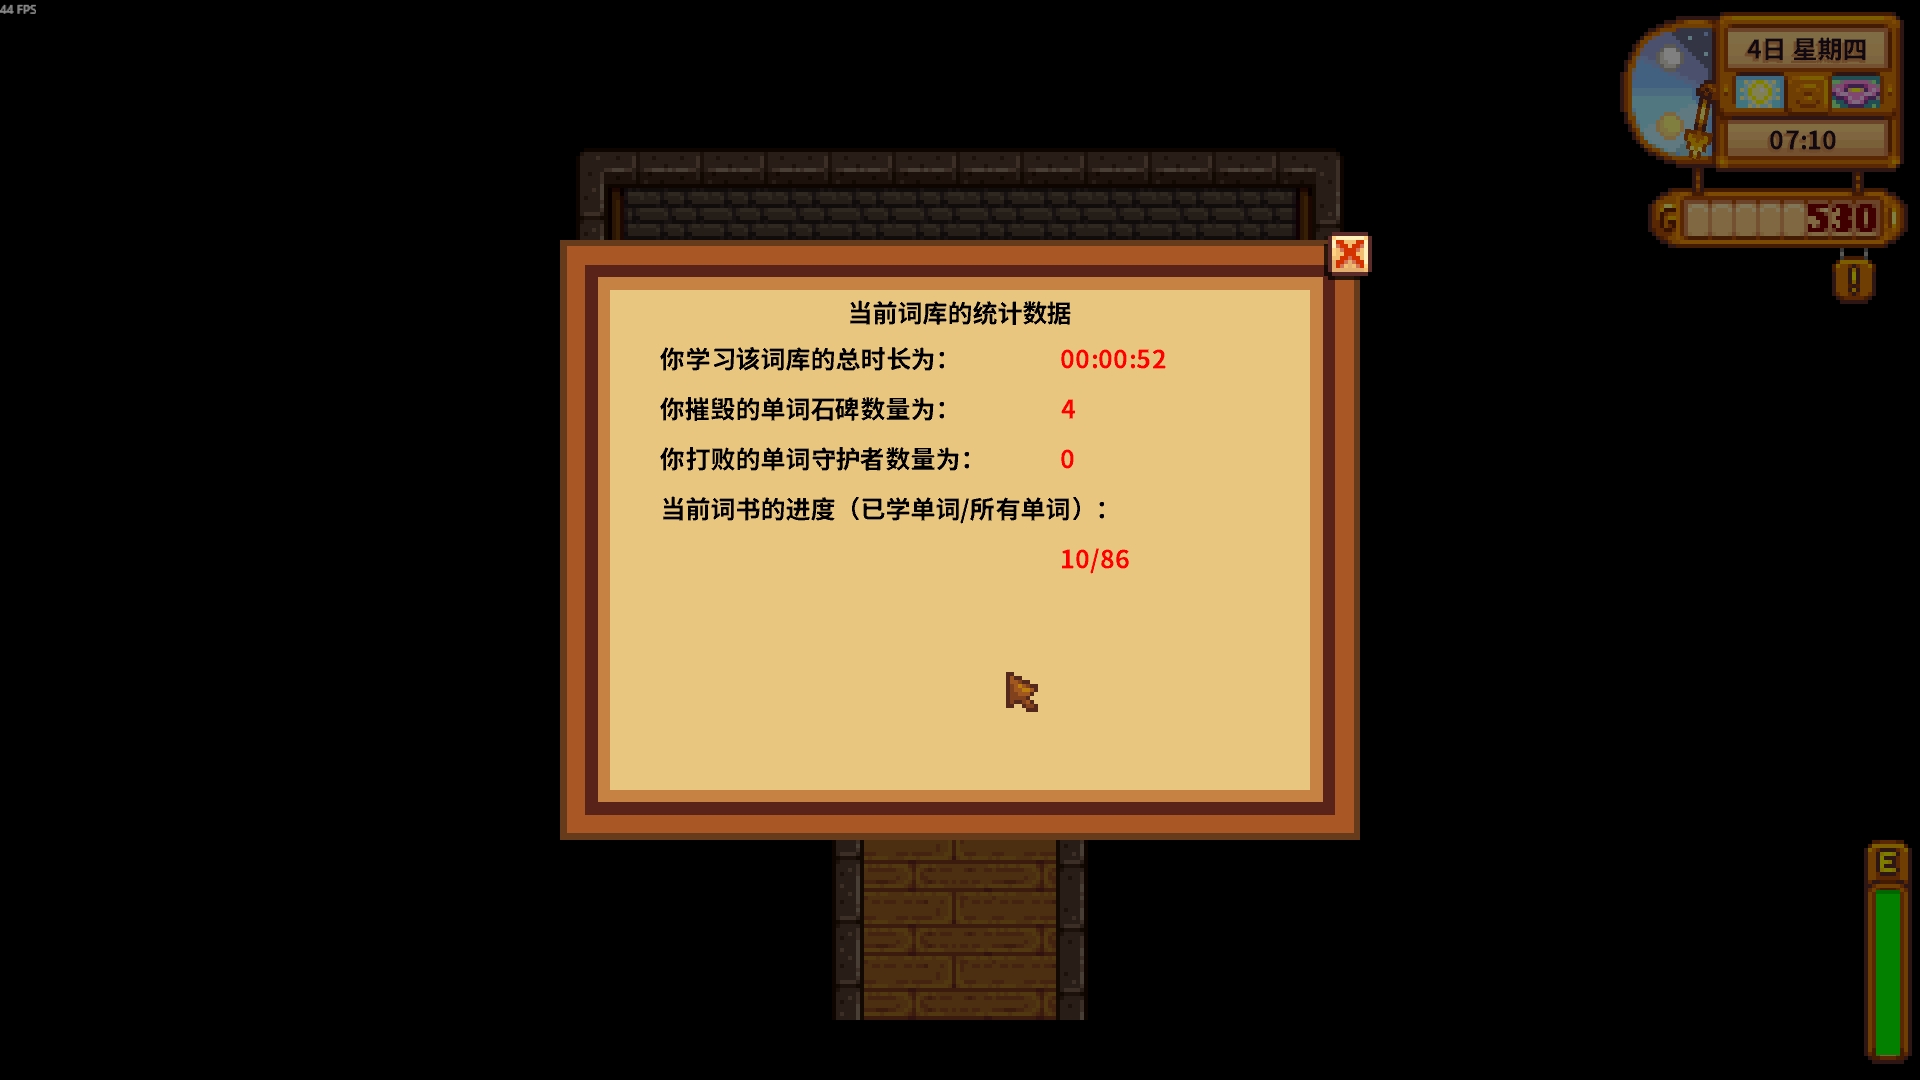 44 FPS
4日 星期四
07:10
530
当前词库的统计数据
你学习该词库的总时长为： 00:00:52
你摧毁的单词石碑数量为： 4
你打败的单词守护者数量为： 0
当前词书的进度（已学单词/所有单词）：
10/86
E